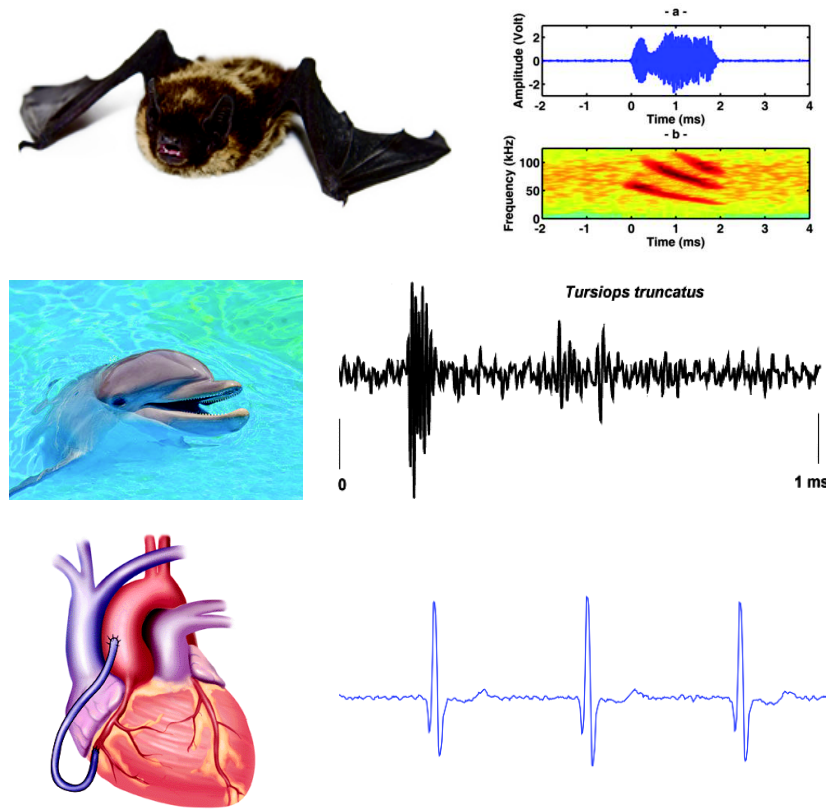 - a -
Amplitude (Volt)
2
0
-2
-2 -1 0 1 2 3 4
Time (ms)
- b -
Frequency (kHz)
100
50
0
-2 -1 0 1 2 3 4
Time (ms)
Tursiops truncatus
0
1 ms